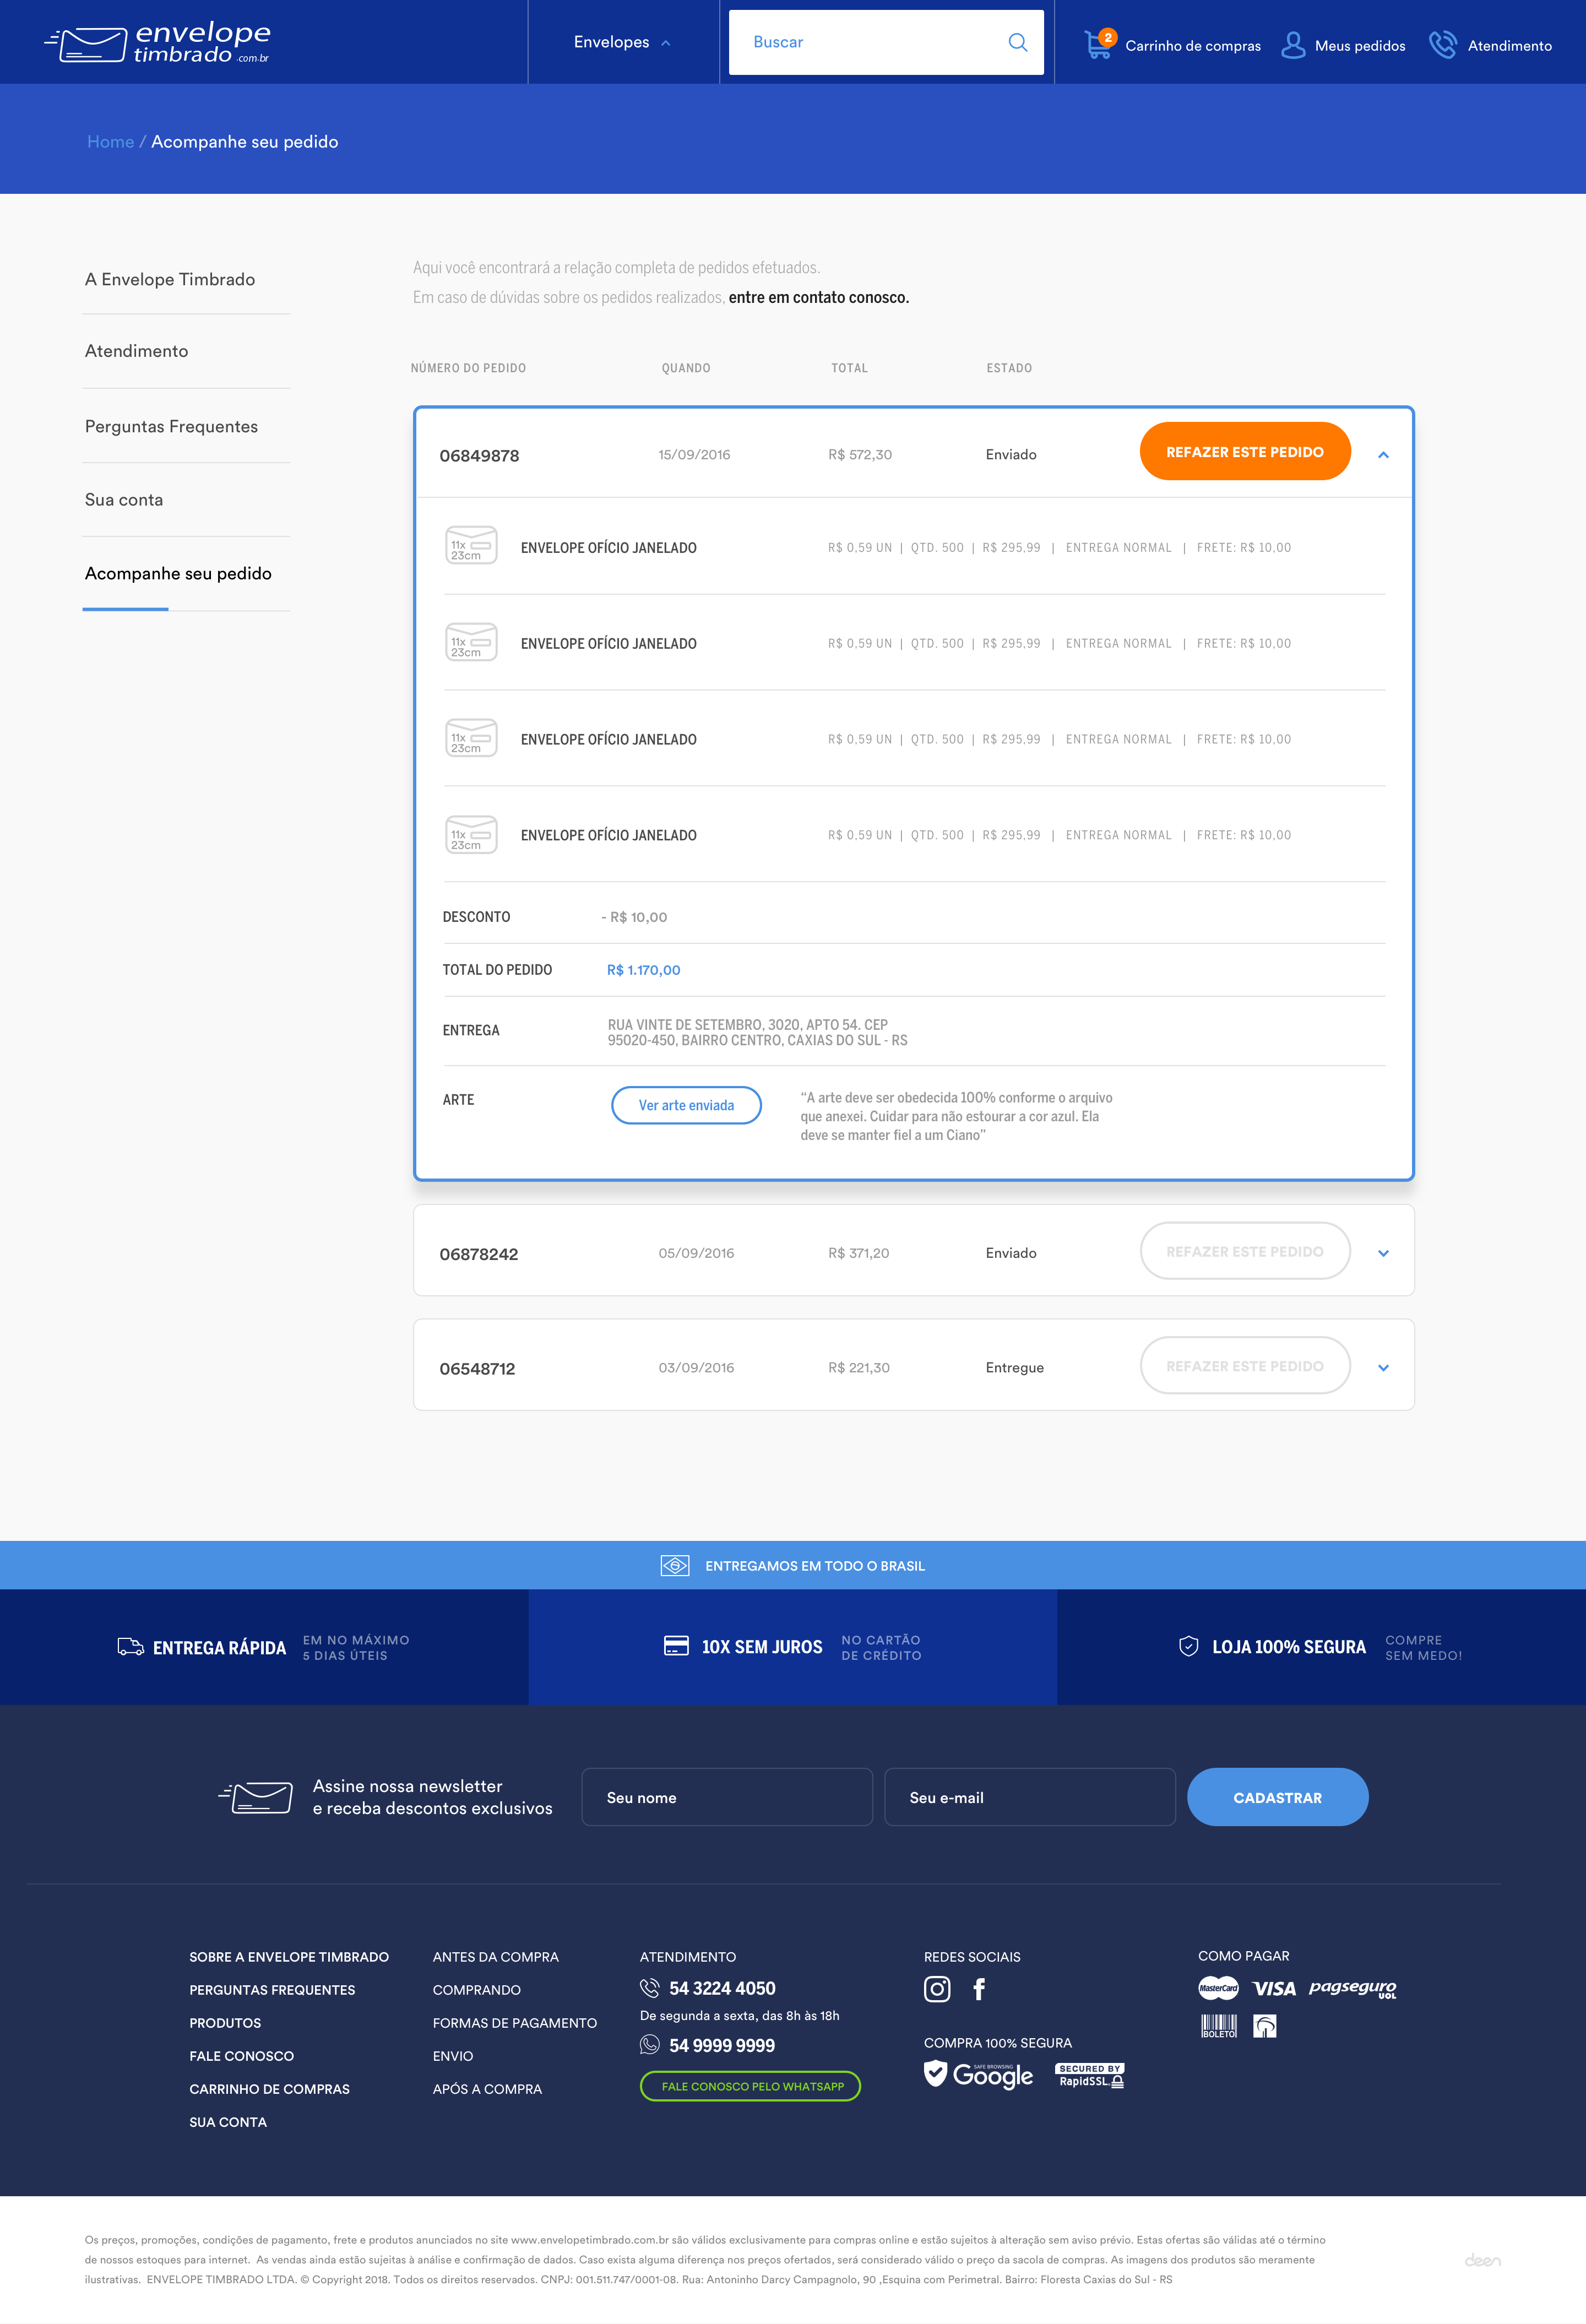 envelope
timbrado .com.br
Envelopes
Buscar
2
Carrinho de compras
Meus pedidos
Atendimento
Home / Acompanhe seu pedido
A Envelope Timbrado
Atendimento
Perguntas Frequentes
Sua conta
Acompanhe seu pedido
Aqui você encontrará a relação completa de pedidos efetuados.
Em caso de dúvidas sobre os pedidos realizados, entre em contato conosco.
NÚMERO DO PEDIDO QUANDO TOTAL ESTADO
06849878 15/09/2016 R$ 572,30 Enviado REFAZER ESTE PEDIDO
11x
23cm
ENVELOPE OFÍCIO JANELADO R$ 0,59 UN | QTD. 500 | R$ 295,99 | ENTREGA NORMAL | FRETE: R$ 10,00
11x
23cm
ENVELOPE OFÍCIO JANELADO R$ 0,59 UN | QTD. 500 | R$ 295,99 | ENTREGA NORMAL | FRETE: R$ 10,00
11x
23cm
ENVELOPE OFÍCIO JANELADO R$ 0,59 UN | QTD. 500 | R$ 295,99 | ENTREGA NORMAL | FRETE: R$ 10,00
11x
23cm
ENVELOPE OFÍCIO JANELADO R$ 0,59 UN | QTD. 500 | R$ 295,99 | ENTREGA NORMAL | FRETE: R$ 10,00
DESCONTO - R$ 10,00
TOTAL DO PEDIDO R$ 1.170,00
ENTREGA
RUA VINTE DE SETEMBRO, 3020, APTO 54. CEP
95020-450, BAIRRO CENTRO, CAXIAS DO SUL - RS
ARTE
Ver arte enviada
“A arte deve ser obedecida 100% conforme o arquivo
que anexei. Cuidar para não estourar a cor azul. Ela
deve se manter fiel a um Ciano”
06878242 05/09/2016 R$ 371,20 Enviado REFAZER ESTE PEDIDO
06548712 03/09/2016 R$ 221,30 Entregue REFAZER ESTE PEDIDO
ENTREGAMOS EM TODO O BRASIL
ENTREGA RÁPIDA
EM NO MÁXIMO
5 DIAS ÚTEIS
10X SEM JUROS
NO CARTÃO
DE CRÉDITO
LOJA 100% SEGURA
COMPRE
SEM MEDO!
Assine nossa newsletter
e receba descontos exclusivos
Seu nome
Seu e-mail
CADASTRAR
SOBRE A ENVELOPE TIMBRADO
PERGUNTAS FREQUENTES
PRODUTOS
FALE CONOSCO
CARRINHO DE COMPRAS
SUA CONTA
ANTES DA COMPRA
COMPRANDO
FORMAS DE PAGAMENTO
ENVIO
APÓS A COMPRA
ATENDIMENTO
54 3224 4050
De segunda a sexta, das 8h às 18h
54 9999 9999
FALE CONOSCO PELO WHATSAPP
REDES SOCIAIS
COMPRA 100% SEGURA
SAFE BROWSING
Google
SECURED BY
RapidSSL
COMO PAGAR
MasterCard
VISA
pagseguro
UOL
BOLETO
Os preços, promoções, condições de pagamento, frete e produtos anunciados no site www.envelopetimbrado.com.br são válidos exclusivamente para compras online e estão sujeitos à alteração sem aviso prévio. Estas ofertas são válidas até o término
de nossos estoques para internet. As vendas ainda estão sujeitas à análise e confirmação de dados. Caso exista alguma diferença nos preços ofertados, será considerado válido o preço da sacola de compras. As imagens dos produtos são meramente
ilustrativas. ENVELOPE TIMBRADO LTDA. © Copyright 2018. Todos os direitos reservados. CNPJ: 001.511.747/0001-08. Rua: Antoninho Darcy Campagnolo, 90 ,Esquina com Perimetral. Bairro: Floresta Caxias do Sul - RS
deen